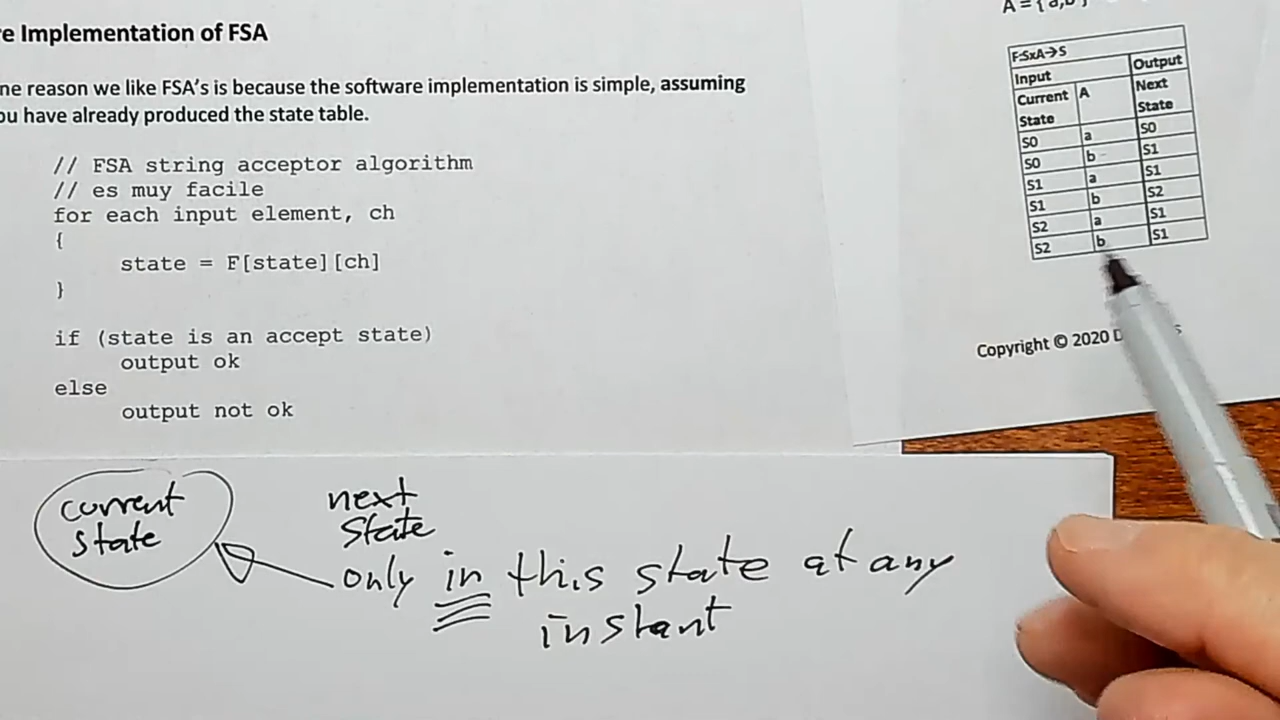 e Implementation of FSA
ne reason we like FSA's is because the software implementation is simple, assuming
ou have already produced the state table.
// FSA string acceptor algorithm
// es muy facile
for each input element, ch
{
state = F[state][ch]
}
if (state is an accept state)
output ok
else
output not ok
A = { a,b }
F:SxA→S
Input Output
Current State A Next State
S0 a S0
S0 b S1
S1 a S1
S1 b S2
S2 a S1
S2 b S1
Copyright © 2020 D
current
state
next
state
only in this state at any
instant